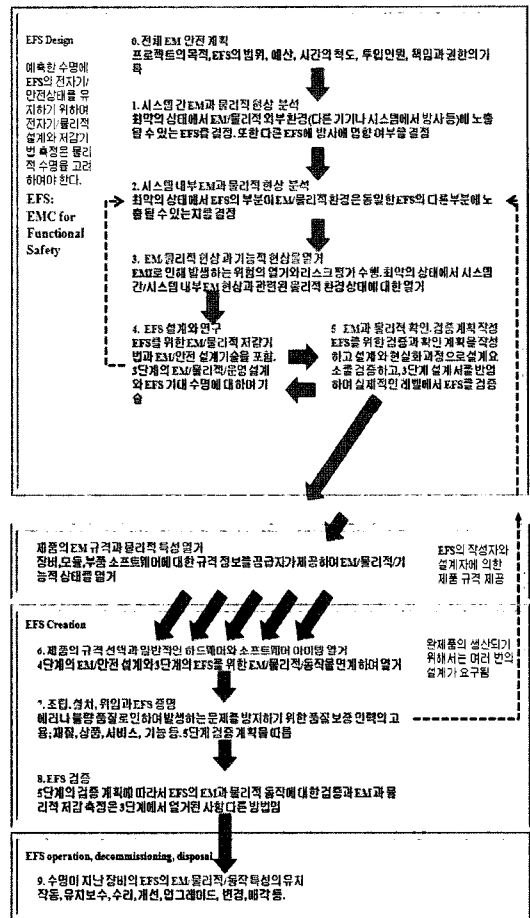 EFS Design
예측한 수명에
EFS의 전자기/
안전상태를 유
지하기 위하여
전자기/물리적
설계와 저감기
법 측정은 물리
적 수명을 고려
하여야 한다.
EFS:
EMC for
Functional
Safety
0. 전체 EM 안전 계획
프로젝트의 목적, EFS의 범위, 예산, 시간의 척도, 투입인원, 책임과 권한의 기
록
1. 시스템 간 EM과 물리적 현상 분석
최악의 상태에서 EM/물리적 외부환경(다른 기기나 시스템에서 방사 등)에 노출
될 수 있는 EFS를 결정. 또한 다른 EFS에 방사에 영향 여부를 결정
2. 시스템 내부 EM과 물리적 현상 분석
최악의 상태에서 EFS의 부분이 EM/물리적 환경은 동일한 EFS의 다른부분에 노
출 될 수 있는지를 결정
3. EM 물리적 현상과 기능적 현상을 열거
EMI로 인해 발생하는 위험의 열거와 리스크 평가 수행. 최악의 상태에서 시스템
간/시스템 내부 EM 현상과 관련된 물리적 환경 상태에 대한 열거
4. EFS 설계와 연구
EFS를 위한 EM/물리적 저감기
법과 EM/안전 설계기술을 포함.
3단계의 EM/물리적/운영 설계
와 EFS 기대 수명에 대하여 기
술
5. EM과 물리적 확인. 검증 계획 작성
EFS를 위한 검증과 확인 계획을 작성
하고 설계와 현실화 과정으로 설계요
소를 검증하고, 3단계 설계서를 반영
하여 실제적인 레벨에서 EFS를 검증
제품의 EM 규격과 물리적 특성 열거
장비, 모듈, 부품 소프트웨어에 대한 규격 정보를 공급자가 제공하여 EM/물리적/기
능적 상태를 열거
EFS의 작성자와
설계자에 의한
제품 규격 제공
EFS Creation
6. 제품의 규격 선택과 일반적인 하드웨어와 소프트웨어 아이템 열거
4단계의 EM/안전 설계와 3단계의 EFS를 위한 EM/물리적/동작을 연계하여 열거
완제품의 생산되기
위해서는 여러 번의
설계가 요구됨
7. 조립, 설치, 위임과 EFS 증명
에러나 불량 품질로 인하여 발생하는 문제를 방지하기 위한 품질 보증 인력의 고
용; 재질, 상품, 서비스, 기능 등. 5단계 검증 계획을 따름
8. EFS 검증
5단계의 검증 계획에 따라서 EFS의 EM과 물리적 동작에 대한 검증과 EM과 물
리적 저감 측정은 3단계에서 열거된 사항 다른 방법임
EFS operation, decommissioning, disposal
9. 수명이 지난 장비의 EFS의 EM/물리적/동작 특성의 유지
작동, 유지보수, 수리, 개선, 업그레이드, 변경, 매각 등.